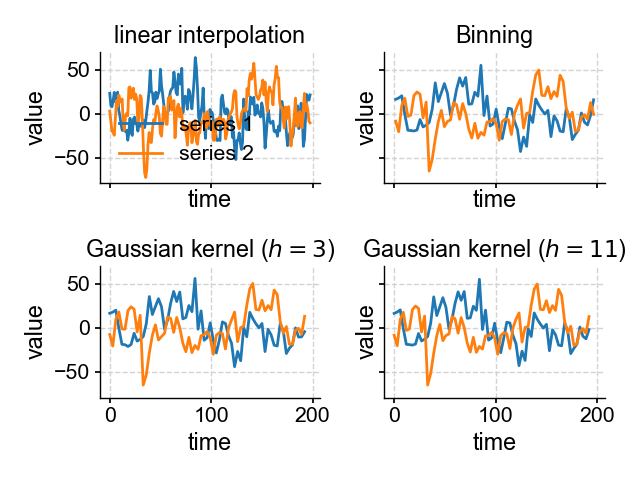 linear interpolation
Binning
50
0
−50
value
value
series 1
series 2
time
time
Gaussian kernel (h = 3)
Gaussian kernel (h = 11)
50
0
−50
value
value
0
100
200
0
100
200
time
time